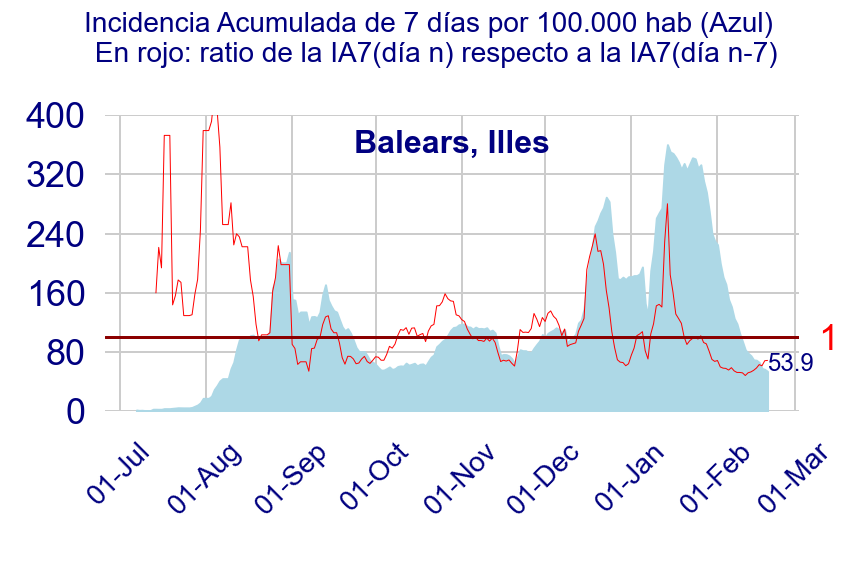 Incidencia Acumulada de 7 días por 100.000 hab (Azul)
En rojo: ratio de la IA7(día n) respecto a la IA7(día n-7)
Balears, Illes
400
320
240
160
80
0
1
53.9
01-Jul
01-Aug
01-Sep
01-Oct
01-Nov
01-Dec
01-Jan
01-Feb
01-Mar